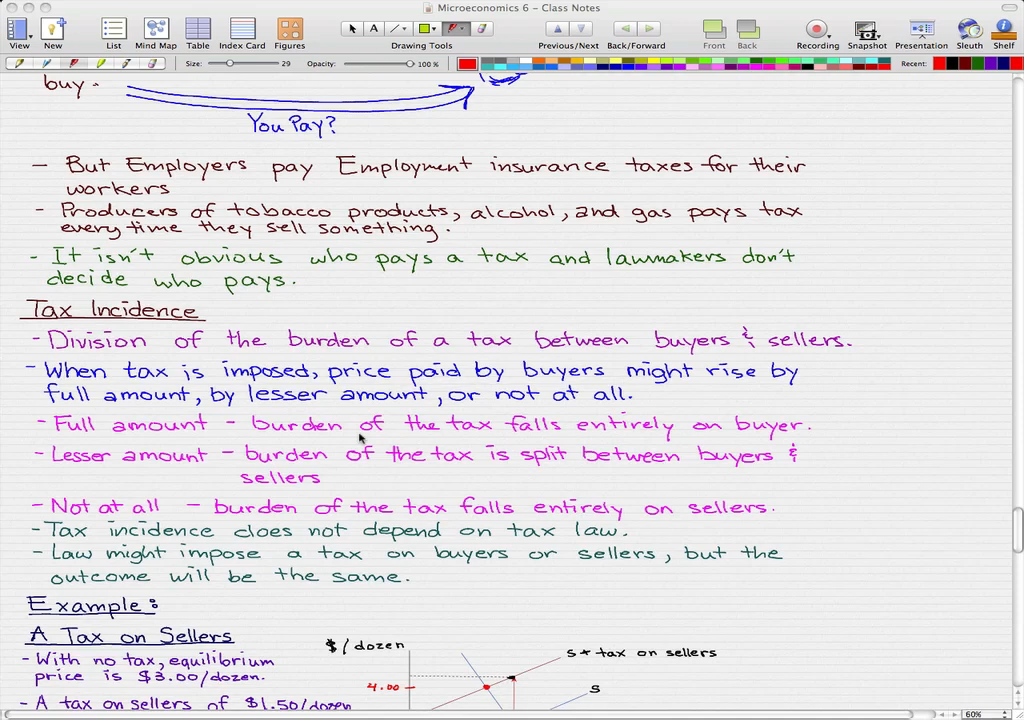 Microeconomics 6 – Class Notes
View
New
List
Mind Map
Table
Index Card
Figures
A
Drawing Tools
Previous/Next
Back/Forward
Front
Back
Recording
Snapshot
Presentation
Sleuth
Shelf
Size:
29
Opacity:
100 %
Recent:
buy.
You Pay?
- But Employers pay Employment insurance taxes for their
workers
- Producers of tobacco products, alcohol, and gas pays tax
every time they sell something.
- It isn't obvious who pays a tax and lawmakers don't
decide who pays.
Tax Incidence
- Division of the burden of a tax between buyers & sellers.
- When tax is imposed, price paid by buyers might rise by
full amount, by lesser amount, or not at all.
- Full amount - burden of the tax falls entirely on buyer.
- Lesser amount - burden of the tax is split between buyers &
sellers
- Not at all - burden of the tax falls entirely on sellers.
- Tax incidence does not depend on tax law.
- Law might impose a tax on buyers or sellers, but the
outcome will be the same.
Example:
A Tax on Sellers
- With no tax, equilibrium
price is $3.00/dozen.
- A tax on sellers of $1.50/dozen
$/dozen
S + tax on sellers
4.00
S
60%